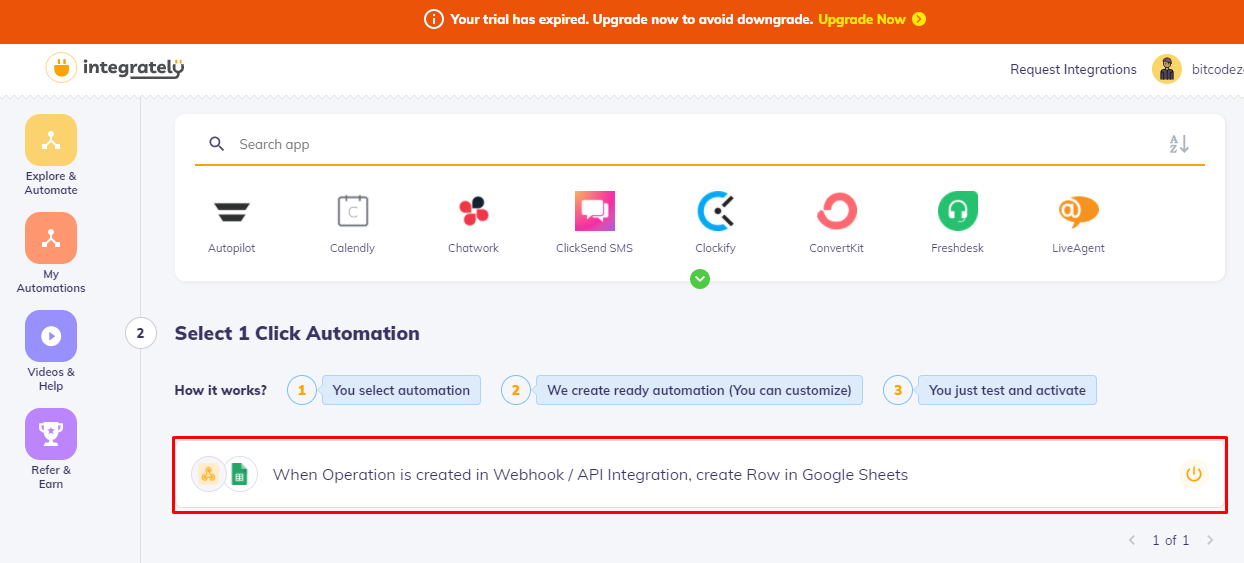 Your trial has expired. Upgrade now to avoid downgrade. Upgrade Now
integrately
Request Integrations
Search app
A
Z
Explore &
Automate
My
Automations
Videos &
Help
Refer &
Earn
C
Autopilot
Calendly
Chatwork
ClickSend SMS
Clockify
ConvertKit
Freshdesk
LiveAgent
2 Select 1 Click Automation
How it works? 1 You select automation 2 We create ready automation (You can customize) 3 You just test and activate
When Operation is created in Webhook / API Integration, create Row in Google Sheets
1 of 1